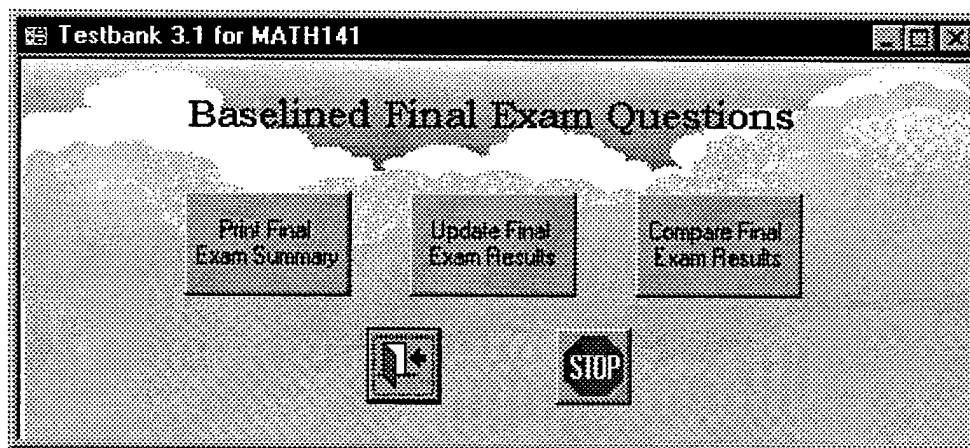 Testbank 3.1 for MATH141
Baselined Final Exam Questions
Print Final
Exam Summary
Update Final
Exam Results
Compare Final
Exam Results
STOP